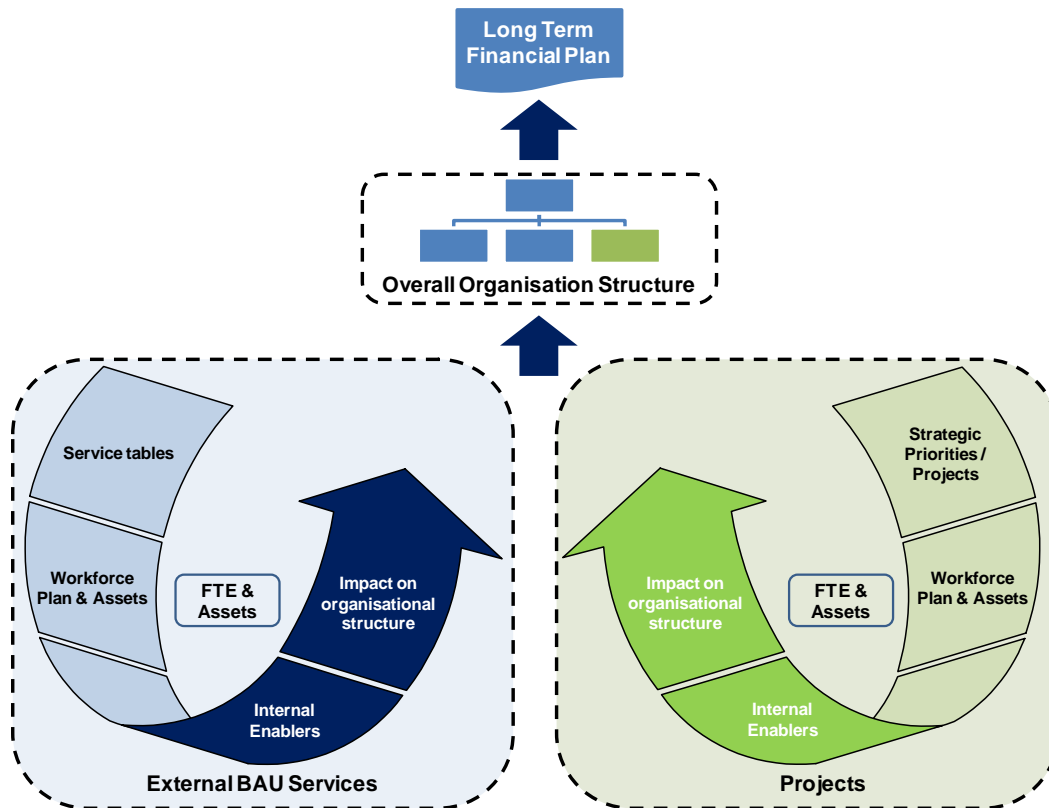 Long Term
Financial Plan
Overall Organisation Structure
Service tables
Workforce
Plan & Assets
FTE &
Assets
Impact on
organisational
structure
Internal
Enablers
External BAU Services
Strategic
Priorities /
Projects
Impact on
organisational
structure
FTE &
Assets
Workforce
Plan & Assets
Internal
Enablers
Projects